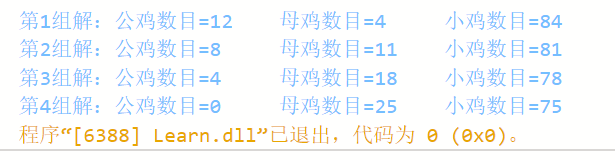 第1组解: 公鸡数目=12 母鸡数目=4 小鸡数目=84
第2组解: 公鸡数目=8 母鸡数目=11 小鸡数目=81
第3组解: 公鸡数目=4 母鸡数目=18 小鸡数目=78
第4组解: 公鸡数目=0 母鸡数目=25 小鸡数目=75
程序“[6388] Learn.dll”已退出，代码为 0 (0x0)。